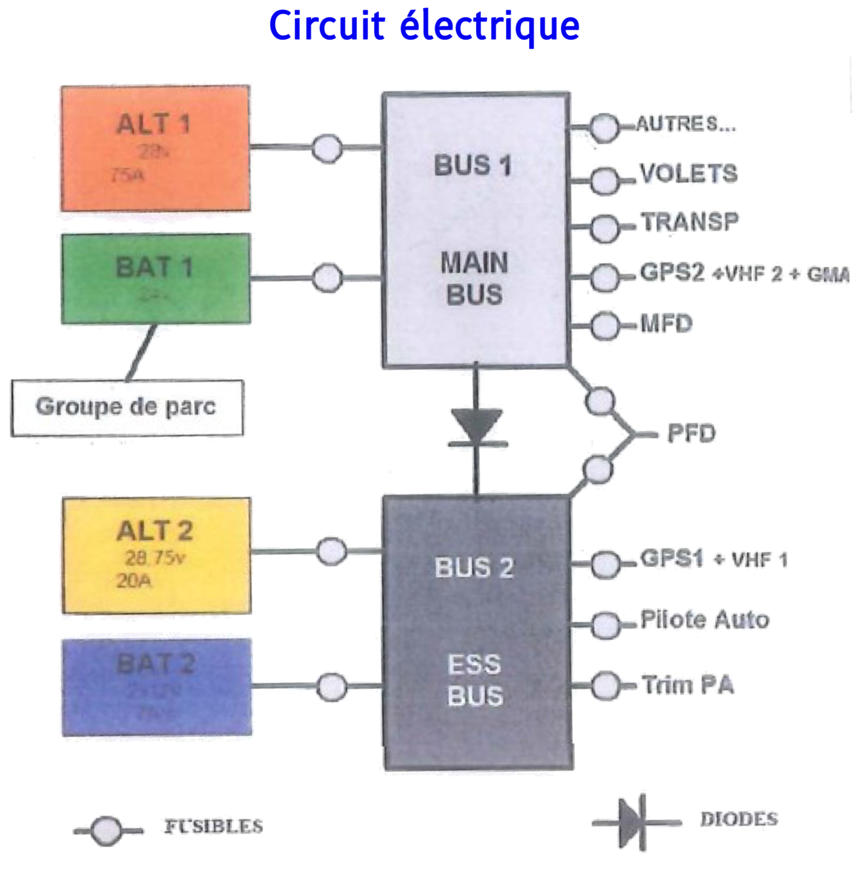 Circuit électrique
ALT 1
28v
75A
BUS 1
MAIN
BUS
AUTRES...
VOLETS
TRANSP
GPS2 +VHF 2 + GMA
MFD
BAT 1
24v
Groupe de parc
PFD
ALT 2
28,75v
20A
BUS 2
ESS
BUS
GPS1 + VHF 1
Pilote Auto
Trim PA
BAT 2
FUSIBLES
DIODES